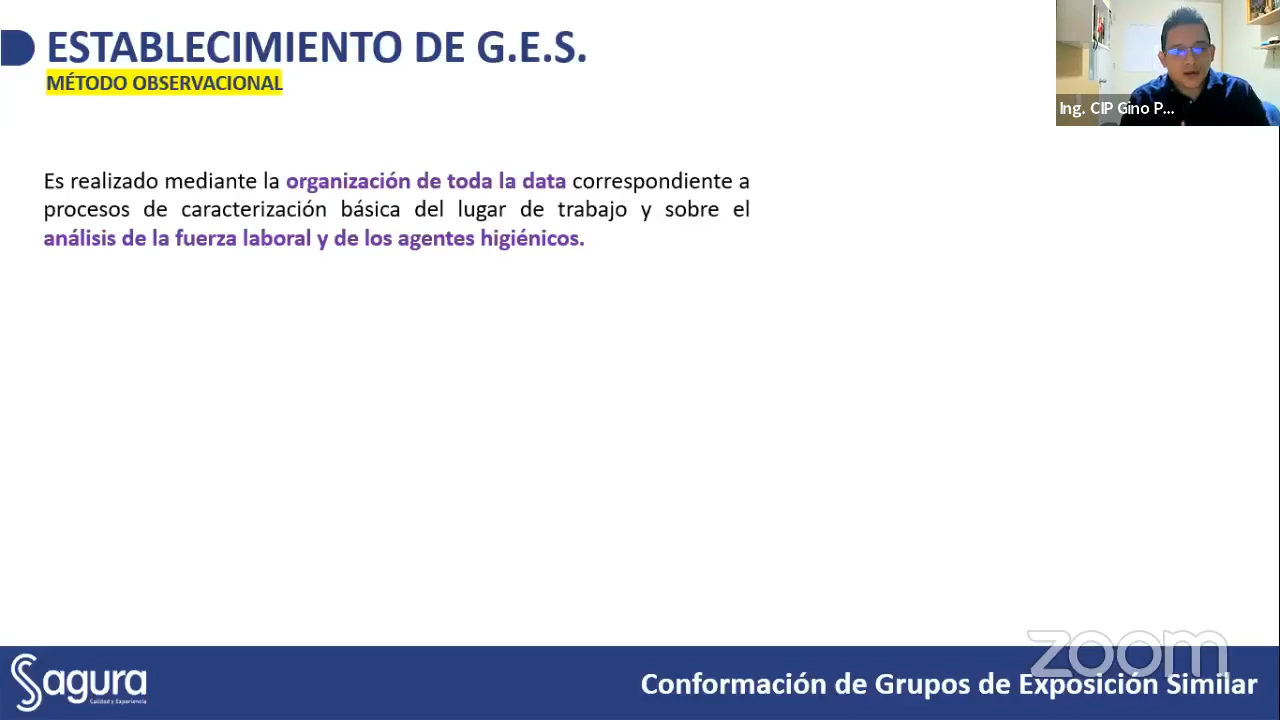 ESTABLECIMIENTO DE G.E.S.
MÉTODO OBSERVACIONAL
Ing. CIP Gino P...
Es realizado mediante la organización de toda la data correspondiente a
procesos de caracterización básica del lugar de trabajo y sobre el
análisis de la fuerza laboral y de los agentes higiénicos.
zoom
Sagura
Calidad y Experiencia
Conformación de Grupos de Exposición Similar